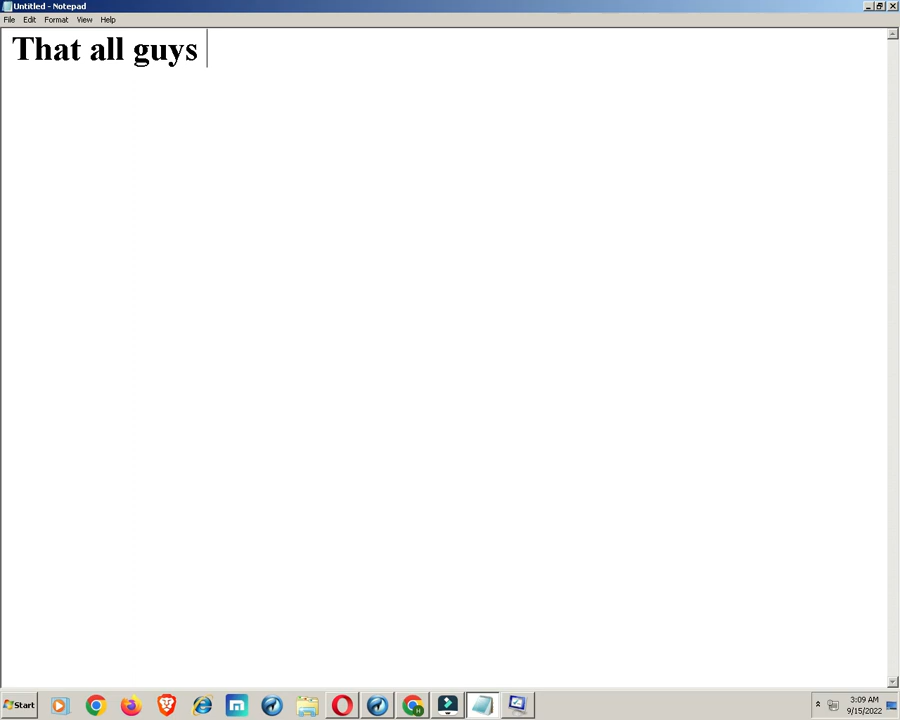 Untitled - Notepad
File Edit Format View Help
That all guys
Start
3:09 AM
9/15/2022